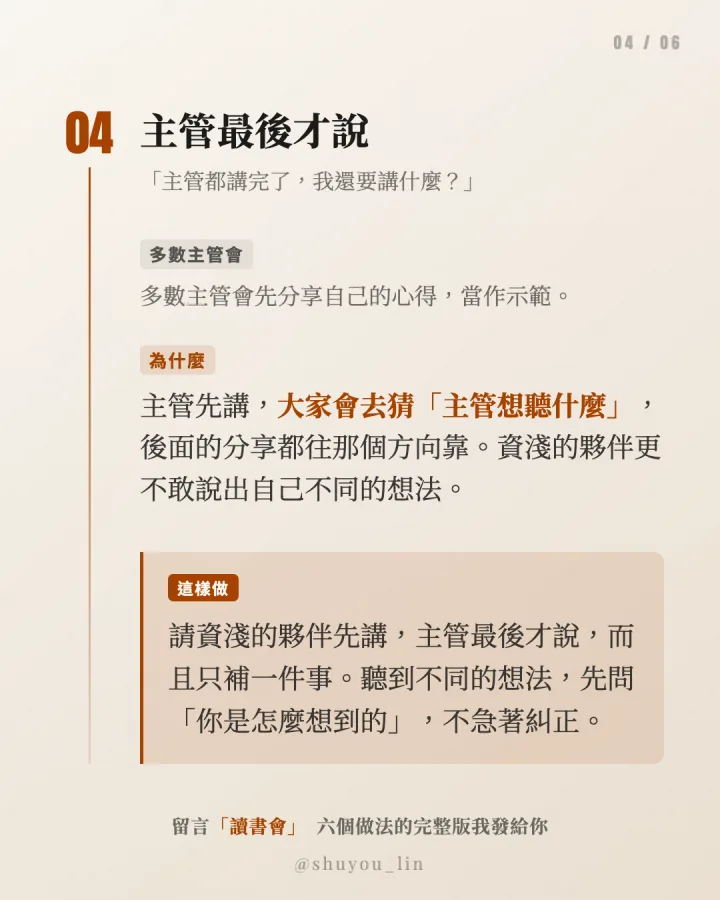 04 / 06
04 主管最後才說
「主管都講完了，我還要講什麼？」
多數主管會
多數主管會先分享自己的心得，當作示範。
為什麼
主管先講，大家會去猜「主管想聽什麼」，
後面的分享都往那個方向靠。資淺的夥伴更
不敢說出自己不同的想法。
這樣做
請資淺的夥伴先講，主管最後才說，而
且只補一件事。聽到不同的想法，先問
「你是怎麼想到的」，不急著糾正。
留言「讀書會」 六個做法的完整版我發給你
@shuyou_lin